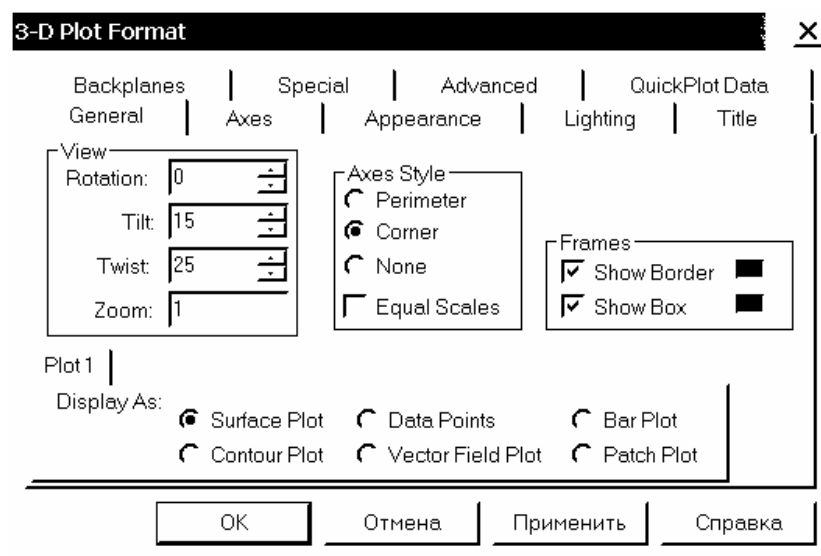 3-D Plot Format
Backplanes Special Advanced QuickPlot Data
General Axes Appearance Lighting Title
View
Rotation: 0
Tilt: 15
Twist: 25
Zoom: 1
Axes Style
Perimeter
Corner
None
Equal Scales
Frames
Show Border
Show Box
Plot 1
Display As:
Surface Plot Data Points Bar Plot
Contour Plot Vector Field Plot Patch Plot
OK Отмена Применить Справка